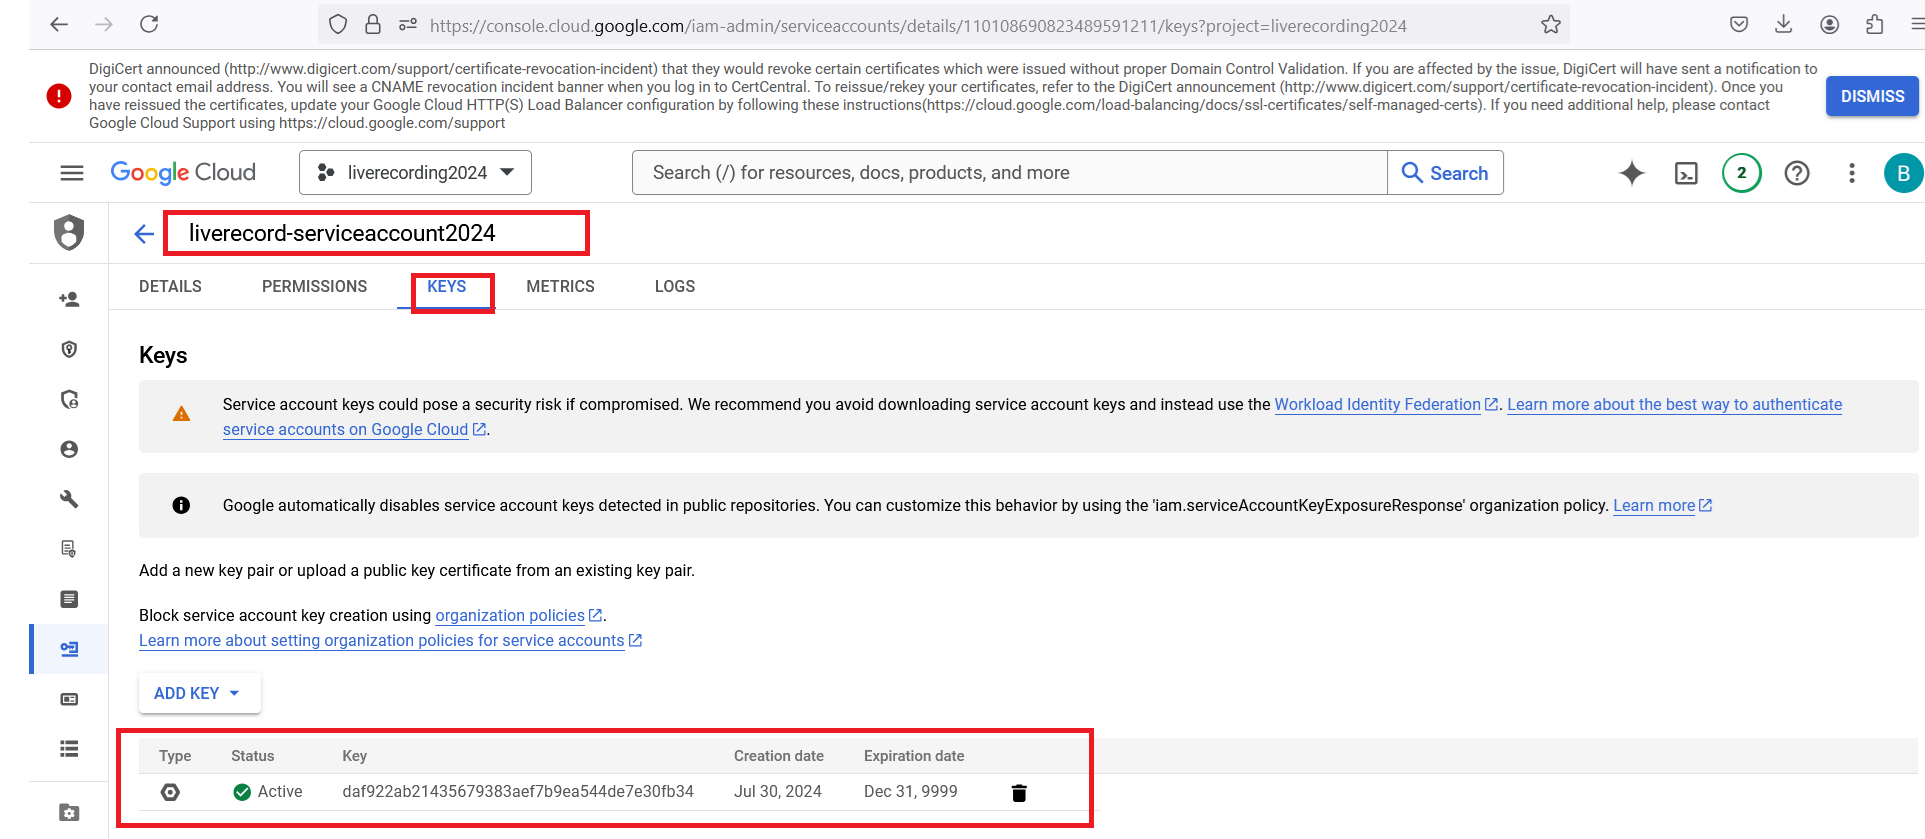 https://console.cloud.google.com/iam-admin/serviceaccounts/details/110108690823489591211/keys?project=liverecording2024
DigiCert announced (http://www.digicert.com/support/certificate-revocation-incident) that they would revoke certain certificates which were issued without proper Domain Control Validation. If you are affected by the issue, DigiCert will have sent a notification to
your contact email address. You will see a CNAME revocation incident banner when you log in to CertCentral. To reissue/rekey your certificates, refer to the DigiCert announcement (http://www.digicert.com/support/certificate-revocation-incident). Once you
have reissued the certificates, update your Google Cloud HTTP(S) Load Balancer configuration by following these instructions(https://cloud.google.com/load-balancing/docs/ssl-certificates/self-managed-certs). If you need additional help, please contact
Google Cloud Support using https://cloud.google.com/support
DISMISS
Google Cloud
liverecording2024
Search (/) for resources, docs, products, and more
Search
2
B
liverecord-serviceaccount2024
DETAILS PERMISSIONS KEYS METRICS LOGS
Keys
Service account keys could pose a security risk if compromised. We recommend you avoid downloading service account keys and instead use the Workload Identity Federation. Learn more about the best way to authenticate
service accounts on Google Cloud.
Google automatically disables service account keys detected in public repositories. You can customize this behavior by using the 'iam.serviceAccountKeyExposureResponse' organization policy. Learn more
Add a new key pair or upload a public key certificate from an existing key pair.
Block service account key creation using organization policies.
Learn more about setting organization policies for service accounts
ADD KEY
Type Status Key Creation date Expiration date
Active daf922ab21435679383aef7b9ea544de7e30fb34 Jul 30, 2024 Dec 31, 9999